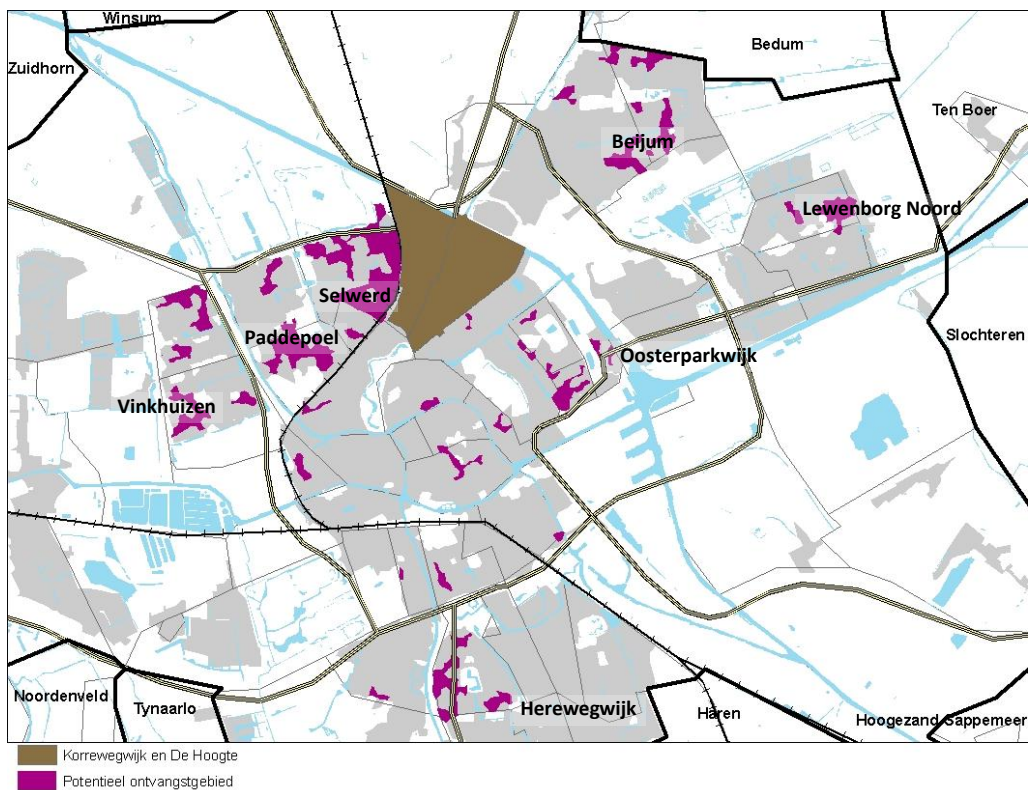 Winsum
Zuidhorn
Bedum
Ten Boer
Beijum
Lewenborg Noord
Selwerd
Paddepoel
Slochteren
Oosterparkwijk
Vinkhuizen
Noordenveld
Tynaarlo
Herewegwijk
Haren
Hoogezand Sappemeer
Korrewegwijk en De Hoogte
Potentieel ontvangstgebied